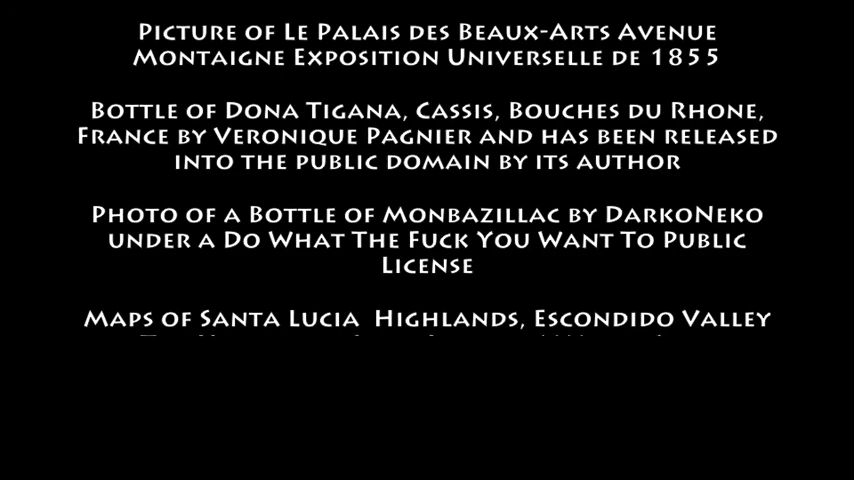 Picture of Le Palais des Beaux-Arts Avenue
Montaigne Exposition Universelle de 1855
Bottle of Dona Tigana, Cassis, Bouches du Rhone,
France by Veronique Pagnier and has been released
into the public domain by its author
Photo of a Bottle of Monbazillac by DarkoNeko
under a Do What The Fuck You Want To Public
License
Maps of Santa Lucia Highlands, Escondido Valley